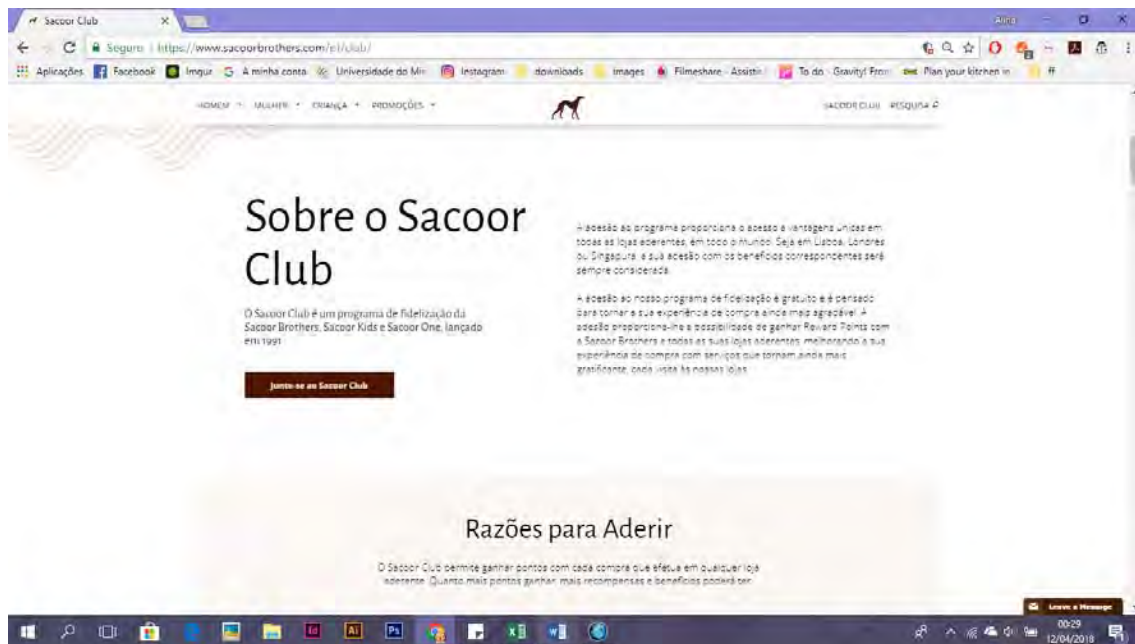 Sacoor Club
Anna
Seguro https://www.sacoorbrothers.com/pt/club/
Aplicações Facebook Imgur A minha conta Universidade do Mi Instagram downloads images Filmeshare - Assistir To do - Gravity! From Plan your kitchen in ff
HOMEM MULHER CRIANÇA PROMOÇÕES SACOOR CLUB PESQUISA
Sobre o Sacoor
Club
O Sacoor Club é um programa de fidelização da
Sacoor Brothers, Sacoor Kids e Sacoor One, lançado
em 1991
Junte-se ao Sacoor Club
A adesão ao programa proporciona o acesso a vantagens únicas em
todas as lojas aderentes, em todo o mundo. Seja em Lisboa, Londres
ou Singapura, a sua adesão com os benefícios correspondentes será
sempre considerada.
A adesão ao nosso programa de fidelização é gratuito e é pensado
para tornar a sua experiência de compra ainda mais agradável. A
adesão proporciona-lhe a possibilidade de ganhar Reward Points com
a Sacoor Brothers e todas as suas lojas aderentes, melhorando a sua
experiência de compra com serviços que tornam ainda mais
gratificante, cada visita às nossas lojas.
Razões para Aderir
O Sacoor Club permite ganhar pontos com cada compra que efetua em qualquer loja
aderente. Quanto mais pontos ganhar, mais recompensas e benefícios poderá ter.
Leave a Message
00:29
12/04/2018